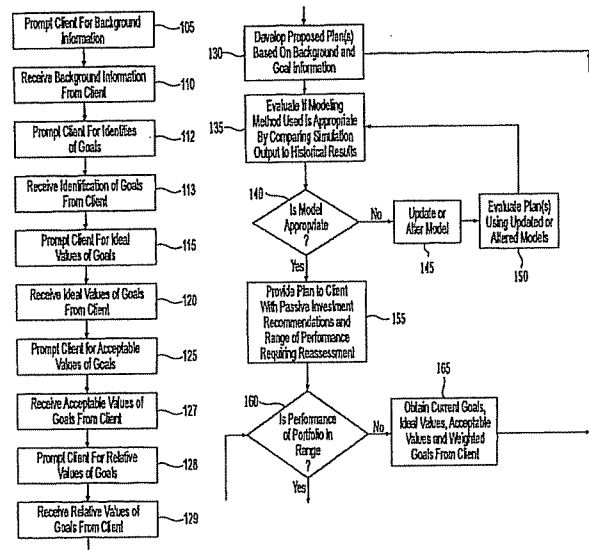 Prompt Client For Background
Information
105
Receive Background Information
From Client
110
Prompt Client For Identities
of Goals
112
Receive Identification of Goals
From Client
113
Prompt Client For Ideal
Values of Goals
115
Receive Ideal Values of Goals
From Client
120
Prompt Client for Acceptable
Values of Goals
125
Receive Acceptable Values of
Goals From Client
127
Prompt Client For Relative
Values of Goals
128
Receive Relative Values of
Goals From Client
129
Develop Proposed Plan(s)
Based On Background and
Goal Information
130
Evaluate If Modeling
Method Used Is Appropriate
By Comparing Simulation
Output to Historical Results
135
140
Is Model
Appropriate
?
No
Update or
Alter Model
145
Evaluate Plan(s)
Using Updated or
Altered Models
150
Yes
Provide Plan to Client
With Passive Investment
Recommendations and
Range of Performance
Requiring Reassessment
155
160
Is Performance
of Portfolio in
Range
?
No
165
Obtain Current Goals,
Ideal Values, Acceptable
Values and Weighted
Goals From Client
Yes